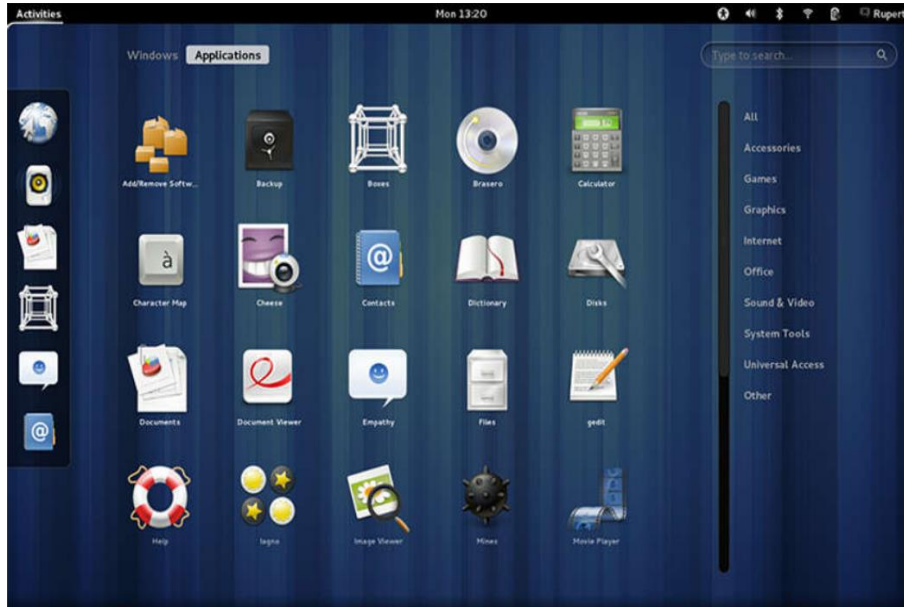 Activities Mon 13:20 Rupert
Windows Applications Type to search...
Add/Remove Softw... Backup Boxes Brasero Calculator
Character Map Cheese Contacts Dictionary Disks
Documents Document Viewer Empathy Files gedit
Help Iagno Image Viewer Mines Movie Player
All
Accessories
Games
Graphics
Internet
Office
Sound & Video
System Tools
Universal Access
Other